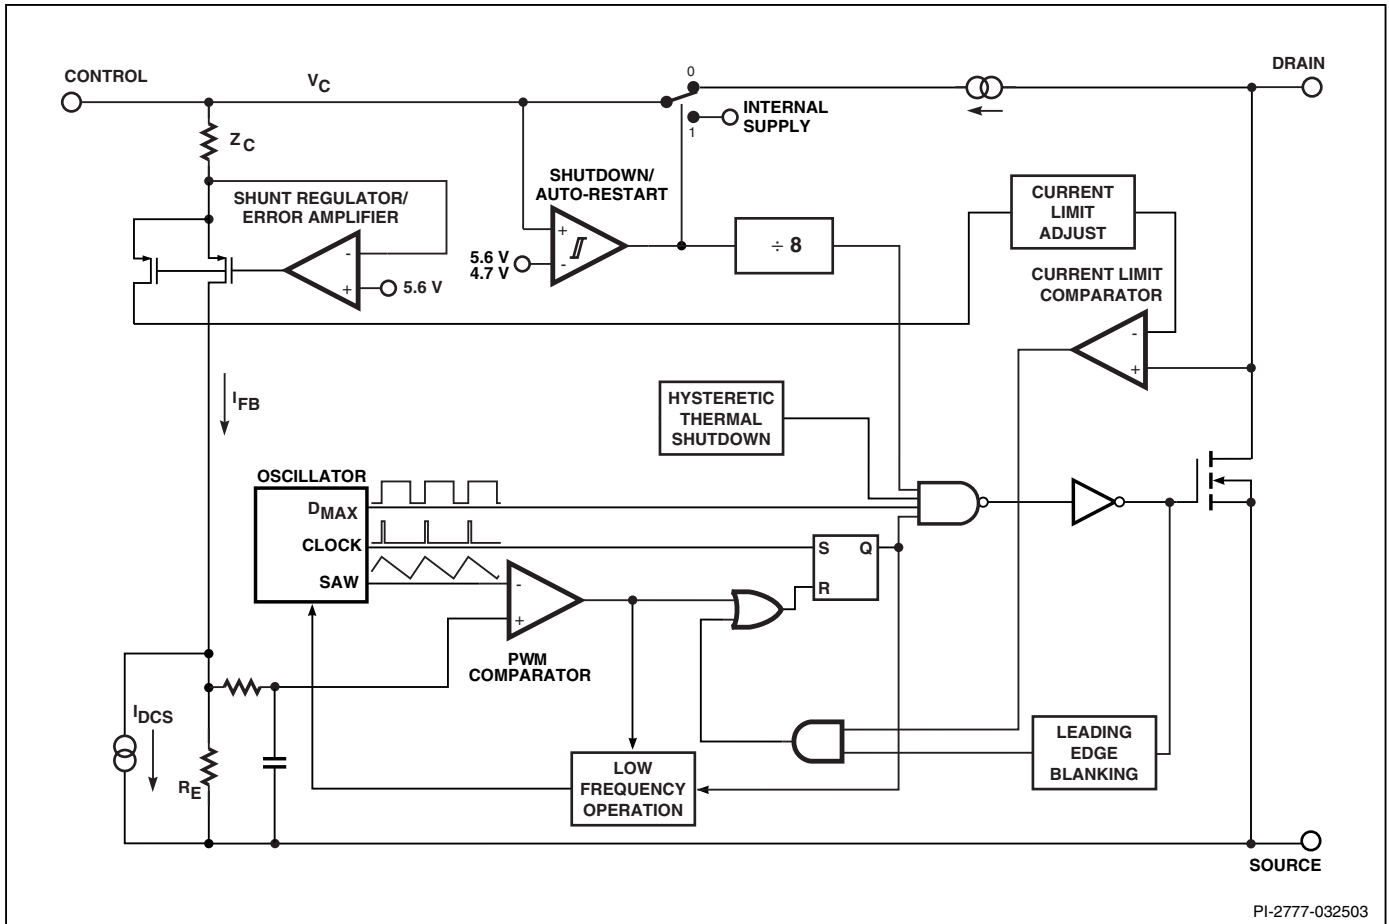 CONTROL
V_C
0
DRAIN
INTERNAL
SUPPLY
1
Z_C
SHUTDOWN/
AUTO-RESTART
SHUNT REGULATOR/
ERROR AMPLIFIER
CURRENT
LIMIT
ADJUST
+
-
5.6 V
4.7 V
÷ 8
-
+
5.6 V
CURRENT LIMIT
COMPARATOR
-
+
I_FB
HYSTERETIC
THERMAL
SHUTDOWN
OSCILLATOR
D_MAX
CLOCK
SAW
S
Q
R
-
+
PWM
COMPARATOR
I_DCS
R_E
LOW
FREQUENCY
OPERATION
LEADING
EDGE
BLANKING
SOURCE
PI-2777-032503